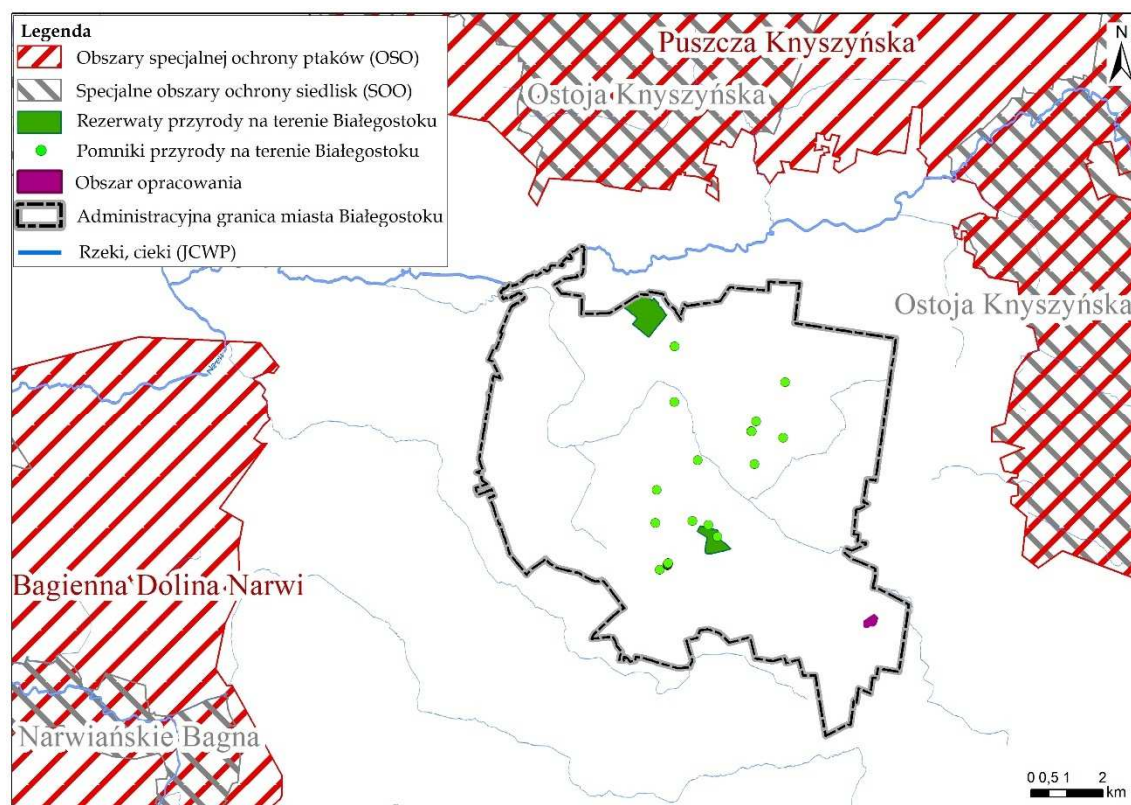 Legenda
Obszary specjalnej ochrony ptaków (OSO)
Specjalne obszary ochrony siedlisk (SOO)
Rezerwaty przyrody na terenie Białegostoku
Pomniki przyrody na terenie Białegostoku
Obszar opracowania
Administracyjna granica miasta Białegostoku
Rzeki, cieki (JCWP)
Puszcza Knyszyńska
Ostoja Knyszyńska
N
Ostoja Knyszyńska
Narew
Bagienna Dolina Narwi
Narwiańskie Bagna
0 0,5 1 2
km